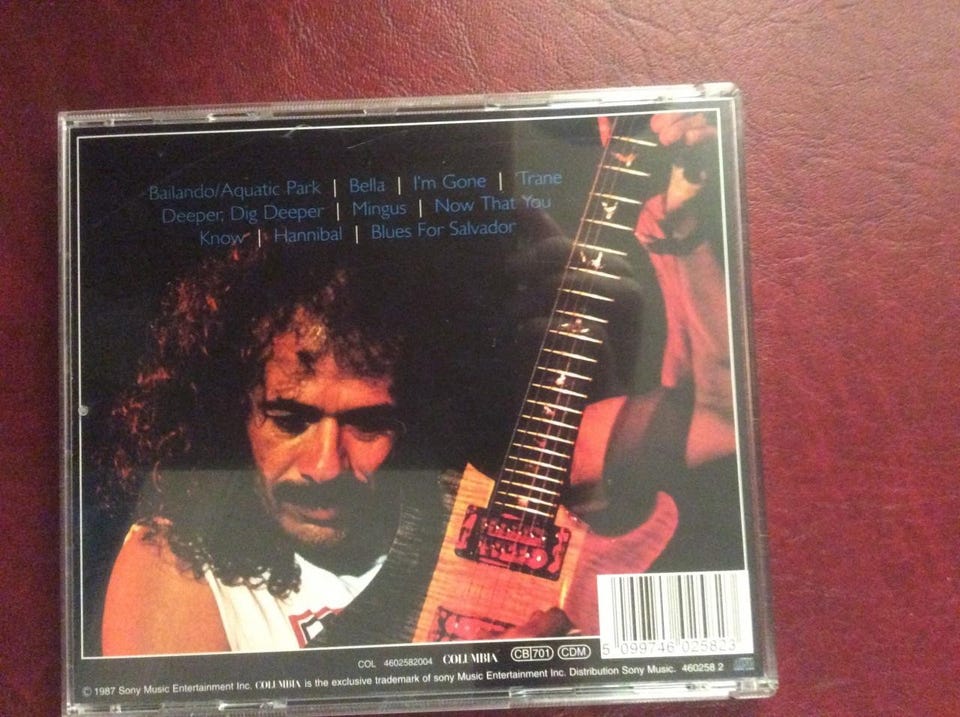 Bailando/Aquatic Park | Bella | I'm Gone | 'Trane
Deeper, Dig Deeper | Mingus | Now That You
Know | Hannibal | Blues For Salvador
5 099746 025823
COL 4602582004 COLUMBIA CB 701 CDM
© 1987 Sony Music Entertainment Inc. COLUMBIA is the exclusive trademark of sony Music Entertainment Inc. Distribution Sony Music. 460258 2